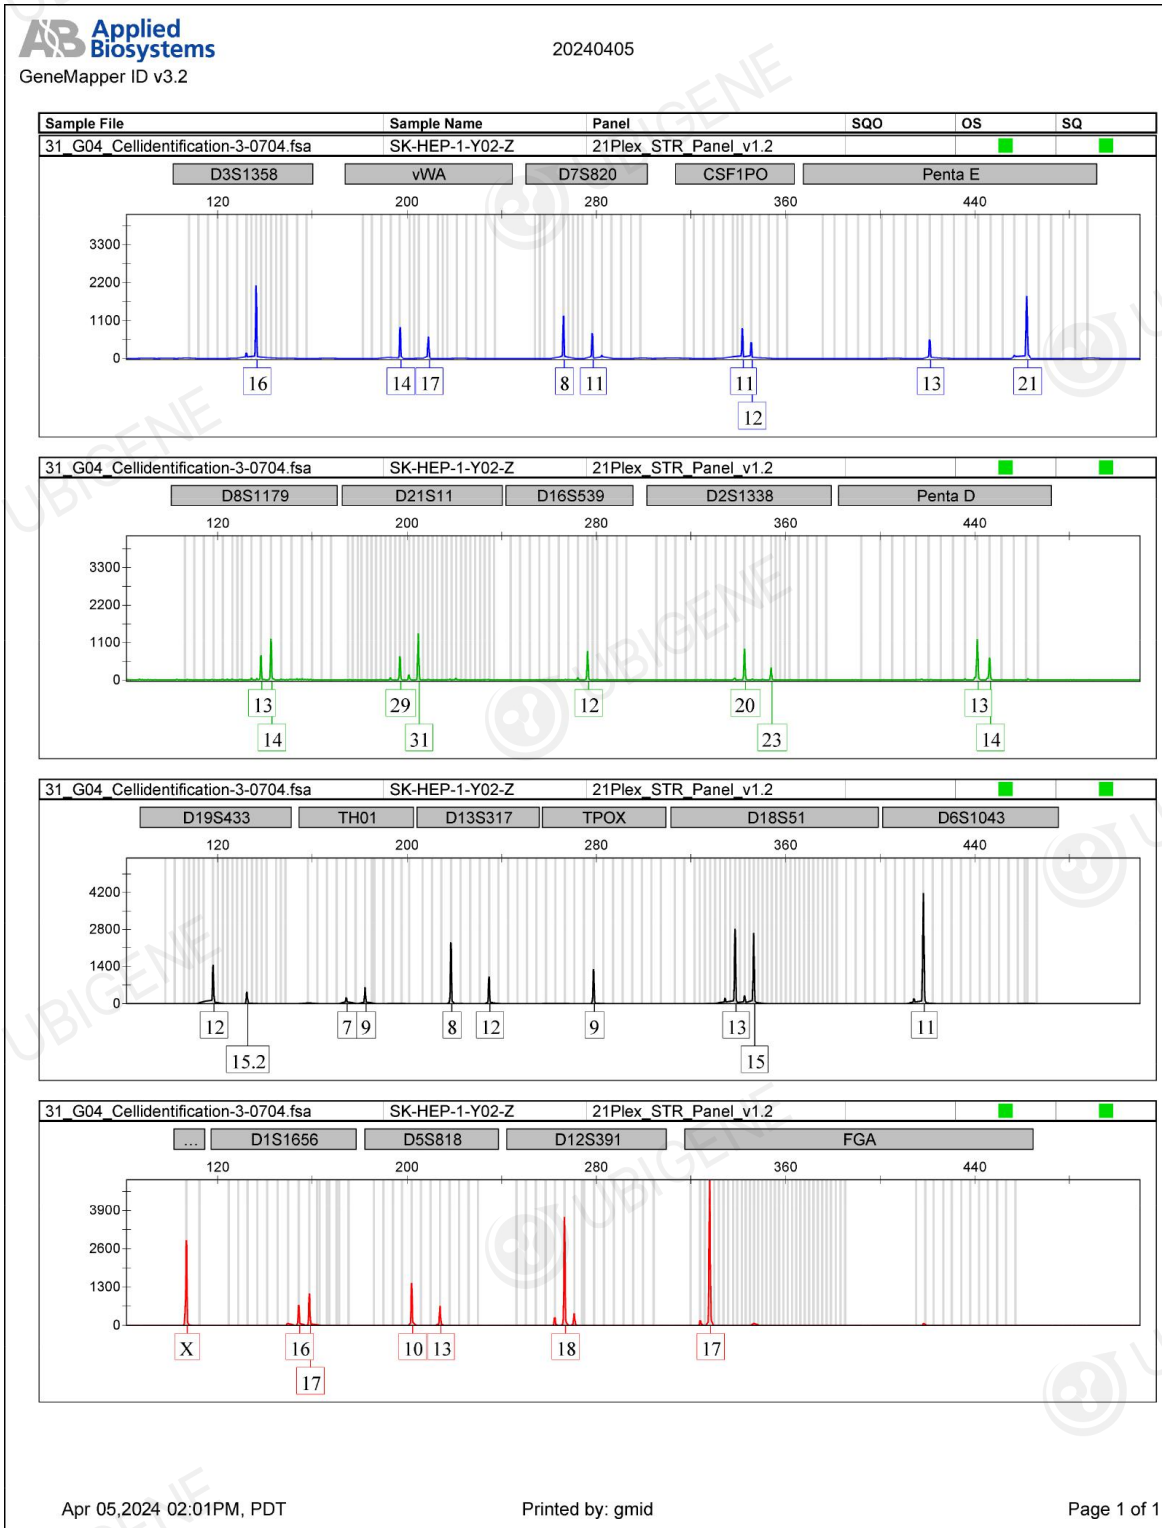 AB Applied
Biosystems
20240405
GeneMapper ID v3.2
Sample File Sample Name Panel SQO OS SQ
31_G04_Cellidentification-3-0704.fsa SK-HEP-1-Y02-Z 21Plex_STR_Panel_v1.2
D3S1358 vWA D7S820 CSF1PO Penta E
120 200 280 360 440
3300
2200
1100
0
16 14 17 8 11 11 13 21
12
31_G04_Cellidentification-3-0704.fsa SK-HEP-1-Y02-Z 21Plex_STR_Panel_v1.2
D8S1179 D21S11 D16S539 D2S1338 Penta D
120 200 280 360 440
3300
2200
1100
0
13 29 12 20 13
14 31 23 14
31_G04_Cellidentification-3-0704.fsa SK-HEP-1-Y02-Z 21Plex_STR_Panel_v1.2
D19S433 TH01 D13S317 TPOX D18S51 D6S1043
120 200 280 360 440
4200
2800
1400
0
12 7 9 8 12 9 13 11
15.2 15
31_G04_Cellidentification-3-0704.fsa SK-HEP-1-Y02-Z 21Plex_STR_Panel_v1.2
... D1S1656 D5S818 D12S391 FGA
120 200 280 360 440
3900
2600
1300
0
X 16 10 13 18 17
17
Apr 05,2024 02:01PM, PDT Printed by: gmid Page 1 of 1
UBIGENE
UBIGENE
UBIGENE
UBIGENE
UBIGENE